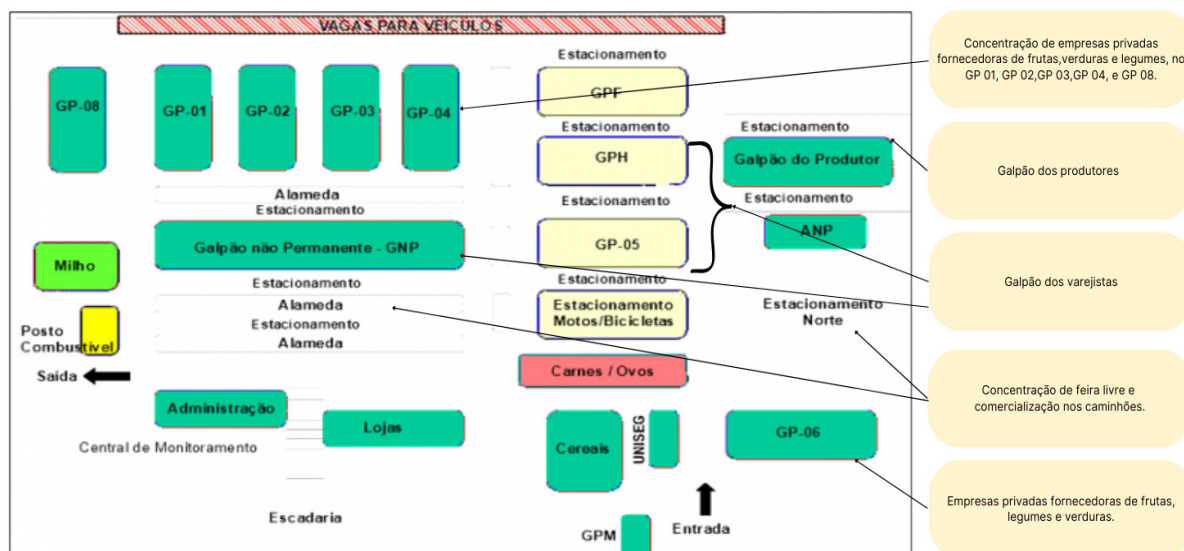 VAGAS PARA VEÍCULOS
Estacionamento
GP-08
GP-01
GP-02
GP-03
GP-04
GPF
Estacionamento
GPH
Estacionamento
Galpão do Produtor
Alameda
Estacionamento
Estacionamento
Estacionamento
Galpão não Permanente - GNP
GP-05
ANP
Milho
Estacionamento
Estacionamento
Alameda
Estacionamento
Alameda
Estacionamento
Motos/Bicicletas
Estacionamento
Norte
Posto
Combustível
Saída
Carnes / Ovos
Administração
Lojas
Central de Monitoramento
Cereais
UNISEG
GP-06
Escadaria
GPM
Entrada
Concentração de empresas privadas
fornecedoras de frutas,verduras e legumes, no
GP 01, GP 02,GP 03,GP 04, e GP 08.
Galpão dos produtores
Galpão dos varejistas
Concentração de feira livre e
comercialização nos caminhões.
Empresas privadas fornecedoras de frutas,
legumes e verduras.